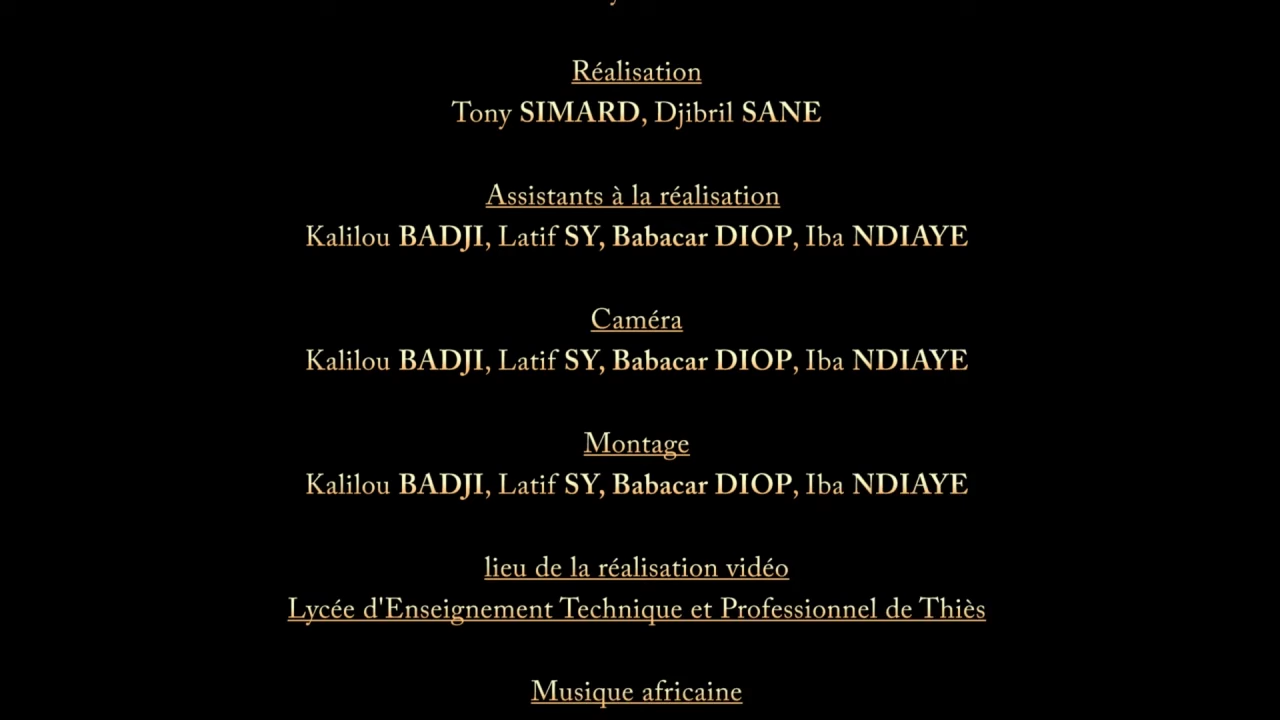 Réalisation
Tony SIMARD, Djibril SANE
Assistants à la réalisation
Kalilou BADJI, Latif SY, Babacar DIOP, Iba NDIAYE
Caméra
Kalilou BADJI, Latif SY, Babacar DIOP, Iba NDIAYE
Montage
Kalilou BADJI, Latif SY, Babacar DIOP, Iba NDIAYE
lieu de la réalisation vidéo
Lycée d'Enseignement Technique et Professionnel de Thiès
Musique africaine